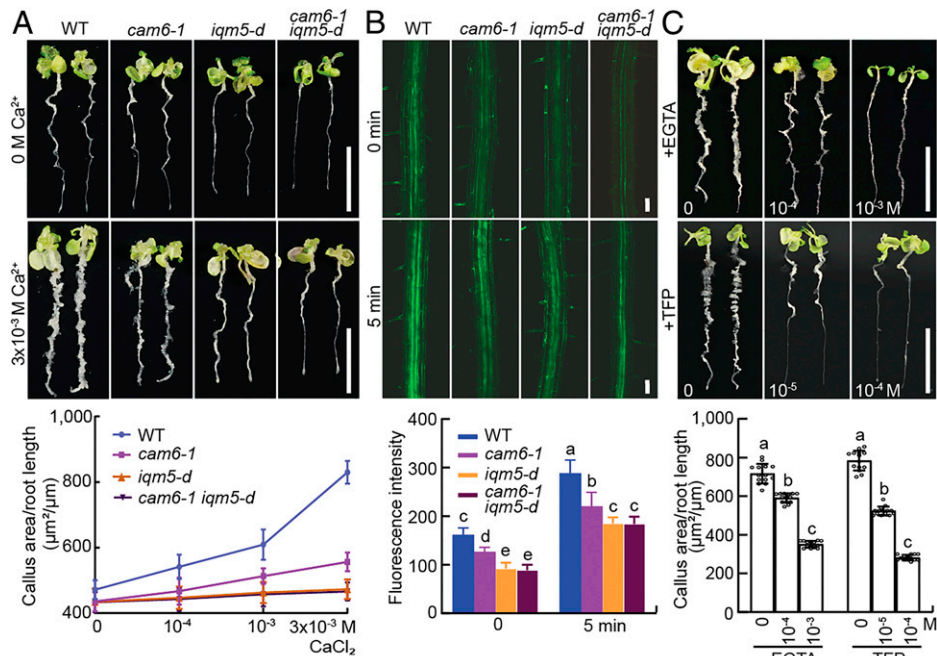 A
WT
cam6-1
iqm5-d
cam6-1
iqm5-d
0 M Ca²⁺
3x10⁻³ M Ca²⁺
Callus area/root length
(µm²/µm)
1,000
800
600
400
WT
cam6-1
iqm5-d
cam6-1 iqm5-d
0
10⁻⁴
10⁻³
3x10⁻³ M
CaCl₂
B
WT
cam6-1
iqm5-d
cam6-1
iqm5-d
0 min
5 min
Fluorescence intensity
400
300
200
100
0
WT
cam6-1
iqm5-d
cam6-1
iqm5-d
c
d
e
e
a
b
c
c
0
5 min
C
+EGTA
0
10⁻⁴
10⁻³ M
+TFP
0
10⁻⁵
10⁻⁴ M
Callus area/root length
(µm²/µm)
1,000
800
600
400
200
0
a
b
c
a
b
c
0
10⁻⁴
10⁻³
0
10⁻⁵
10⁻⁴
M
EGTA
TFP